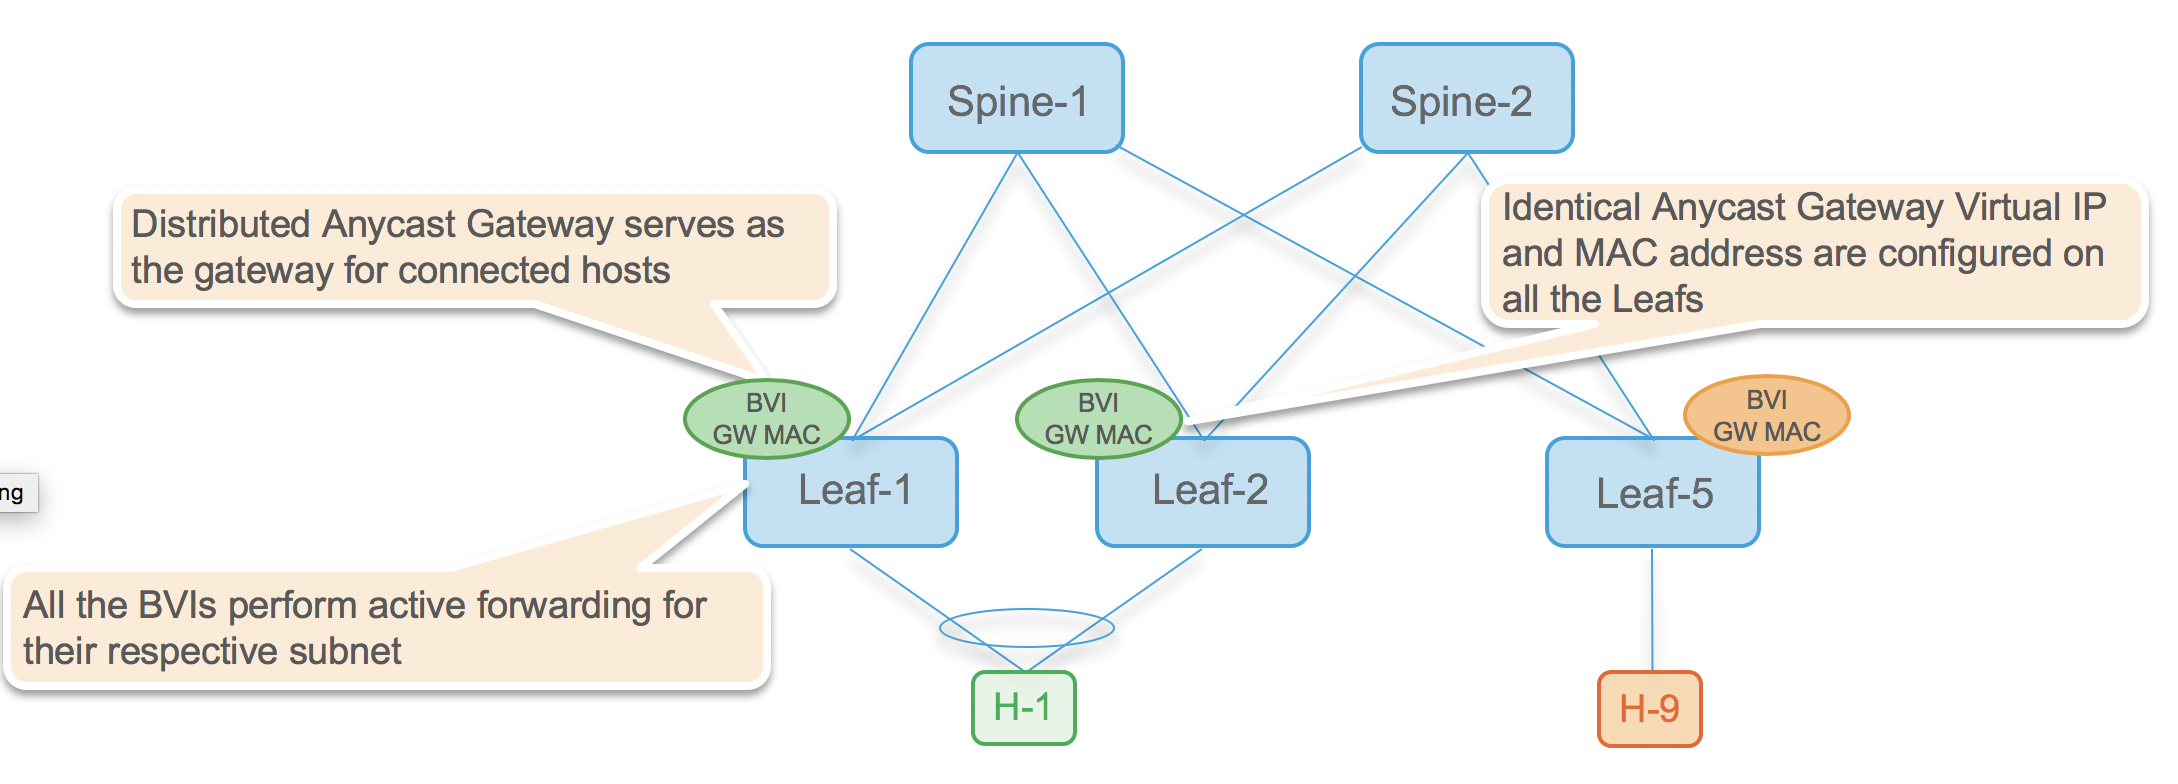 Spine-1
Spine-2
Distributed Anycast Gateway serves as
the gateway for connected hosts
Identical Anycast Gateway Virtual IP
and MAC address are configured on
all the Leafs
BVI
GW MAC
BVI
GW MAC
BVI
GW MAC
Leaf-1
Leaf-2
Leaf-5
ng
All the BVIs perform active forwarding for
their respective subnet
H-1
H-9